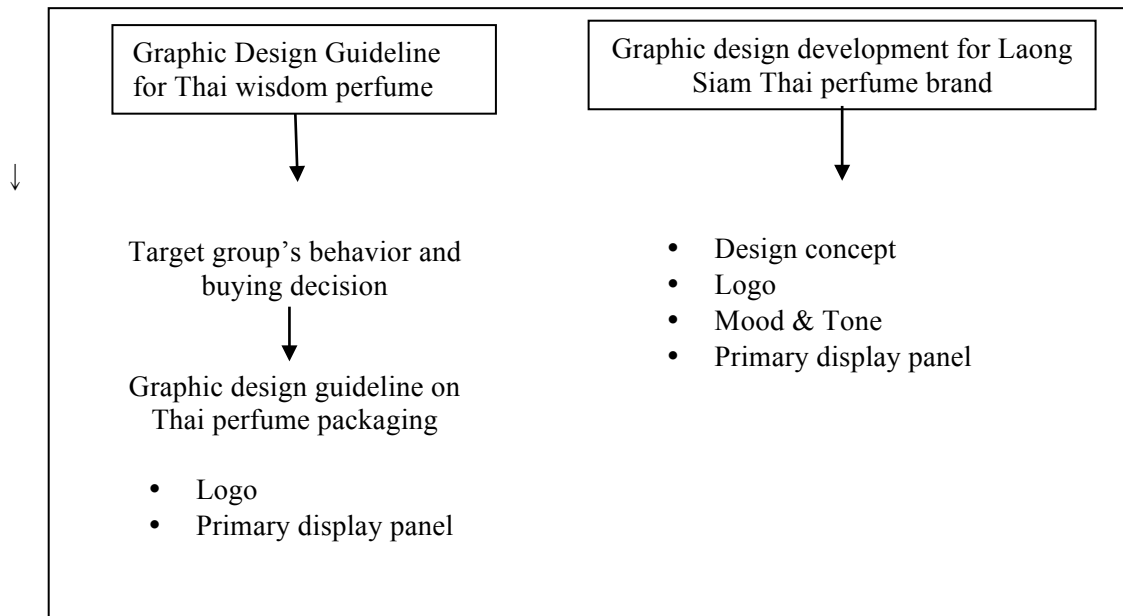 Graphic Design Guideline
for Thai wisdom perfume
↓
Target group's behavior and
buying decision
Graphic design guideline on
Thai perfume packaging
• Logo
• Primary display panel
Graphic design development for Laong
Siam Thai perfume brand
• Design concept
• Logo
• Mood & Tone
• Primary display panel